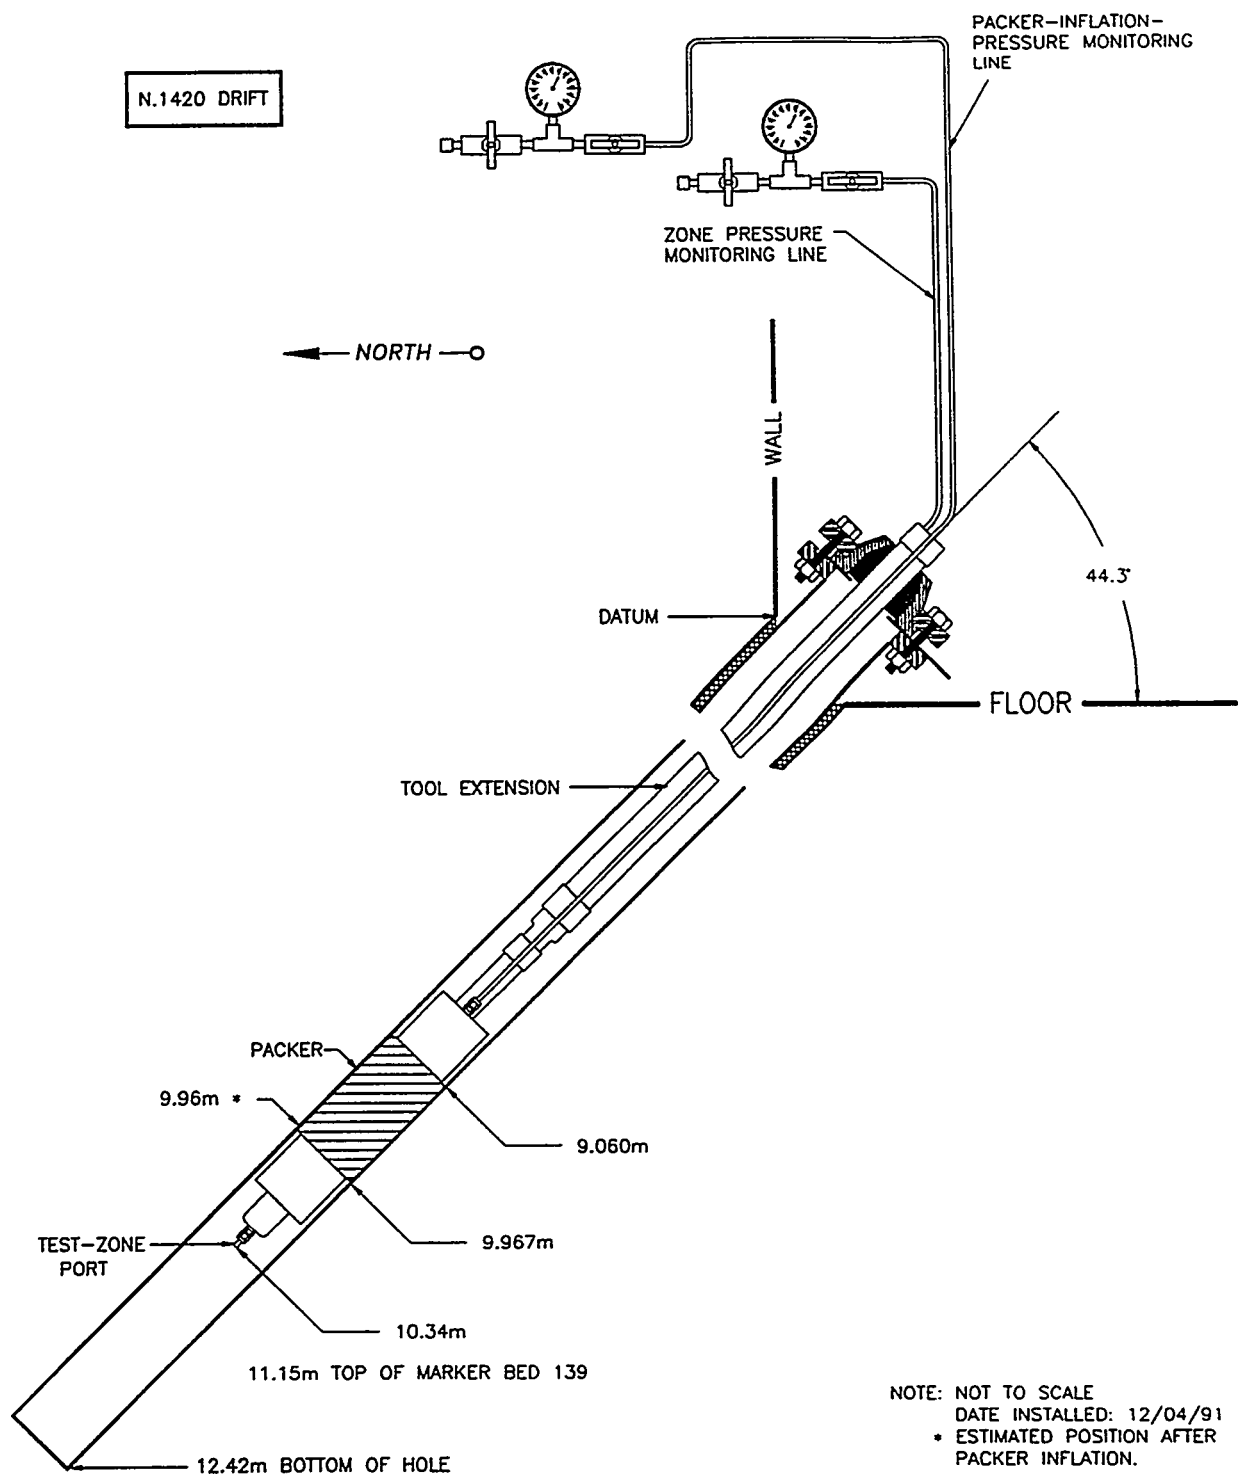 PACKER-INFLATION-
PRESSURE MONITORING
LINE
N.1420 DRIFT
ZONE PRESSURE
MONITORING LINE
NORTH
WALL
44.3°
DATUM
FLOOR
TOOL EXTENSION
PACKER
9.96m *
9.060m
TEST-ZONE
PORT
9.967m
10.34m
11.15m TOP OF MARKER BED 139
NOTE: NOT TO SCALE
DATE INSTALLED: 12/04/91
* ESTIMATED POSITION AFTER
PACKER INFLATION.
12.42m BOTTOM OF HOLE